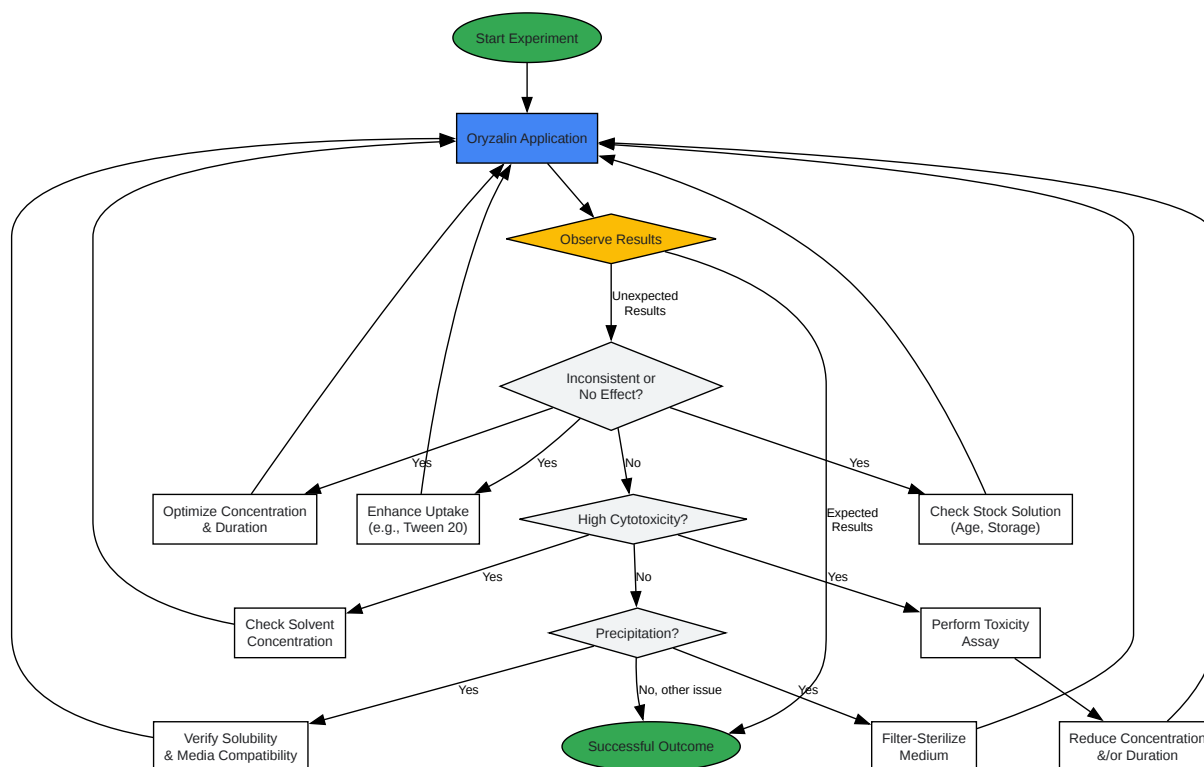 Start Experiment
Oryzalin Application
Observe Results
Unexpected
Results
Inconsistent or
No Effect?
Yes
Yes
No
Yes
Optimize Concentration
& Duration
Enhance Uptake
(e.g., Tween 20)
High Cytotoxicity?
Expected
Results
Check Stock Solution
(Age, Storage)
Yes
No
Yes
Check Solvent
Concentration
Precipitation?
Perform Toxicity
Assay
Yes
No, other issue
Yes
Verify Solubility
& Media Compatibility
Successful Outcome
Filter-Sterilize
Medium
Reduce Concentration
&/or Duration